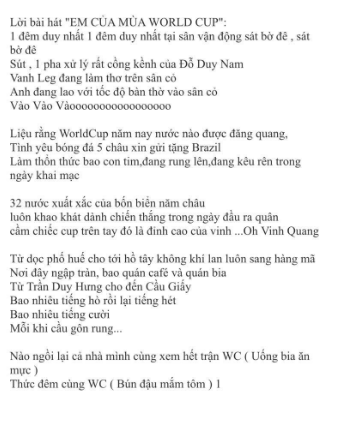 Lời bài hát "EM CỦA MÙA WORLD CUP":
1 đêm duy nhất 1 đêm duy nhất tại sân vận động sát bờ đê , sát
bờ đê
Sút , 1 pha xử lý rất cồng kềnh của Đỗ Duy Nam
Vanh Leg đang làm thơ trên sân cỏ
Anh đang lao với tốc độ bàn thờ vào sân cỏ
Vào Vào Vàooooooooooooooooo
Liệu rằng WorldCup năm nay nước nào được đăng quang,
Tình yêu bóng đá 5 châu xin gửi tặng Brazil
Làm thổn thức bao con tim,đang rung lên,đang kêu rên trong
ngày khai mạc
32 nước xuất xắc của bốn biển năm châu
luôn khao khát dành chiến thắng trong ngày đầu ra quân
cầm chiếc cup trên tay đó là đỉnh cao của vinh ...Oh Vinh Quang
Từ dọc phố huế cho tới hồ tây không khí lan luôn sang hàng mã
Nơi đây ngập tràn, bao quán café và quán bia
Từ Trần Duy Hưng cho đến Cầu Giấy
Bao nhiêu tiếng hò rồi lại tiếng hét
Bao nhiêu tiếng cười
Mỗi khi cầu gôn rung...
Nào ngồi lại cả nhà mình cùng xem hết trận WC ( Uống bia ăn
mực )
Thức đêm cùng WC ( Bún đậu mắm tôm ) 1